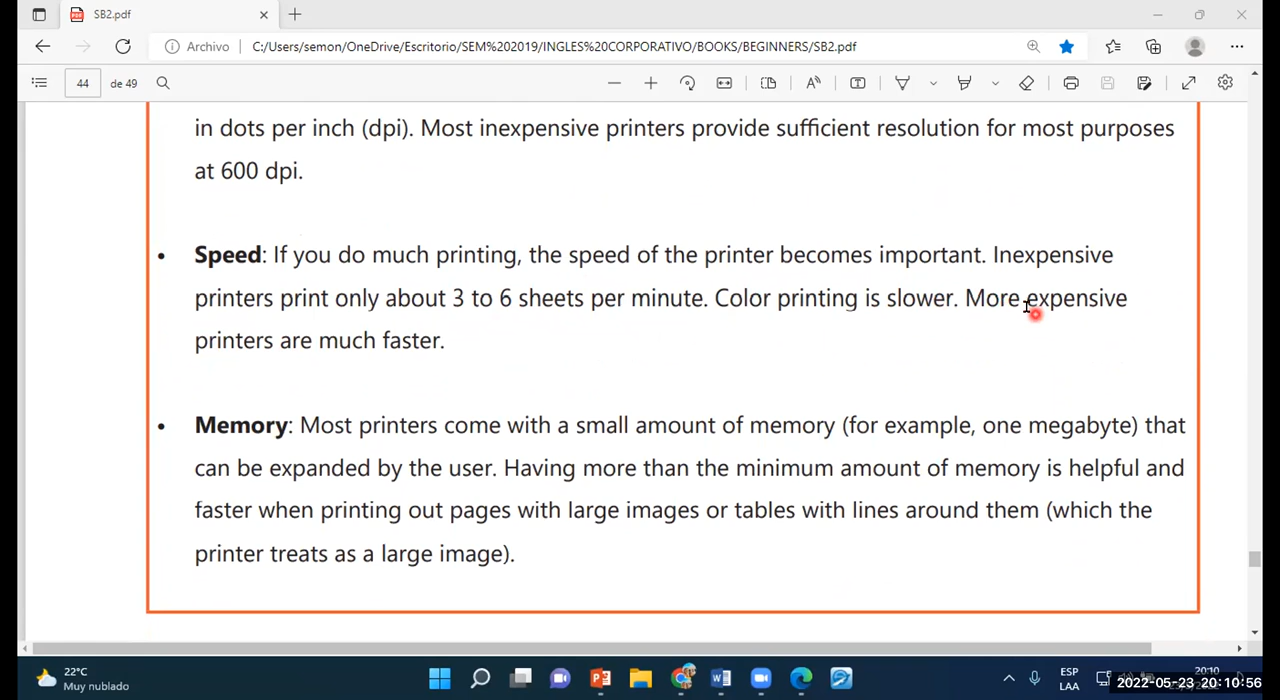 SB2.pdf
Archivo
C:/Users/semon/OneDrive/Escritorio/SEM%202019/INGLES%20CORPORATIVO/BOOKS/BEGINNERS/SB2.pdf
44 de 49
in dots per inch (dpi). Most inexpensive printers provide sufficient resolution for most purposes
at 600 dpi.
• Speed: If you do much printing, the speed of the printer becomes important. Inexpensive
printers print only about 3 to 6 sheets per minute. Color printing is slower. More expensive
printers are much faster.
• Memory: Most printers come with a small amount of memory (for example, one megabyte) that
can be expanded by the user. Having more than the minimum amount of memory is helpful and
faster when printing out pages with large images or tables with lines around them (which the
printer treats as a large image).
22°C
Muy nublado
ESP
LAA
20:10
2022-05-23 20:10:56